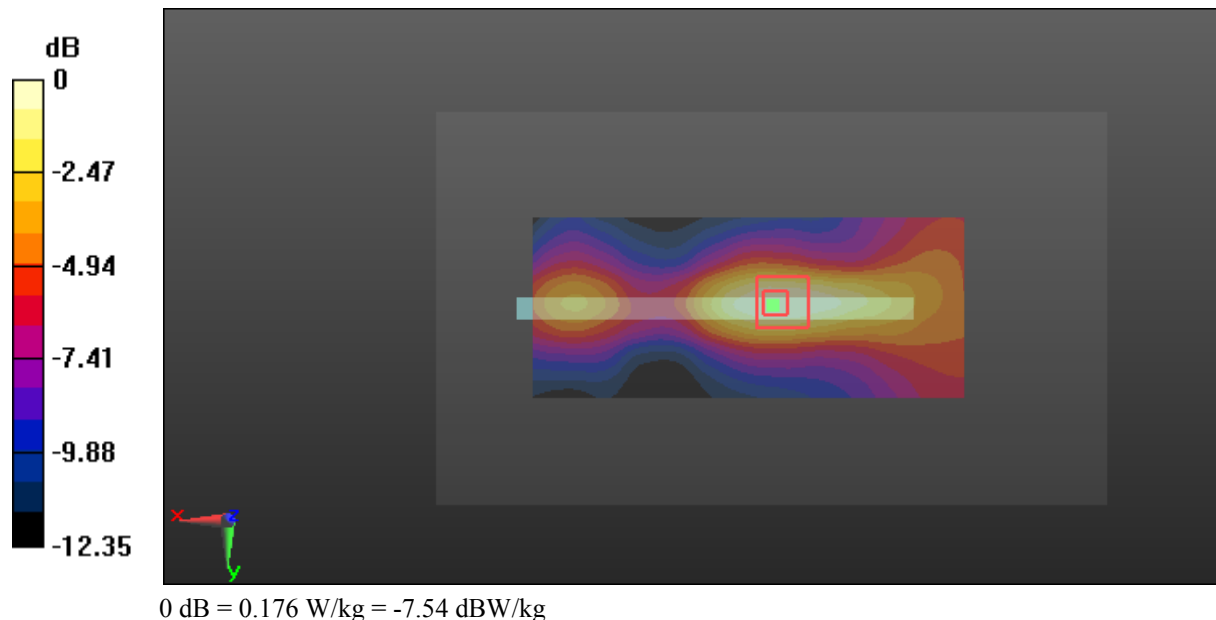 dB
0
-2.47
-4.94
-7.41
-9.88
-12.35
x
z
y
0 dB = 0.176 W/kg = -7.54 dBW/kg